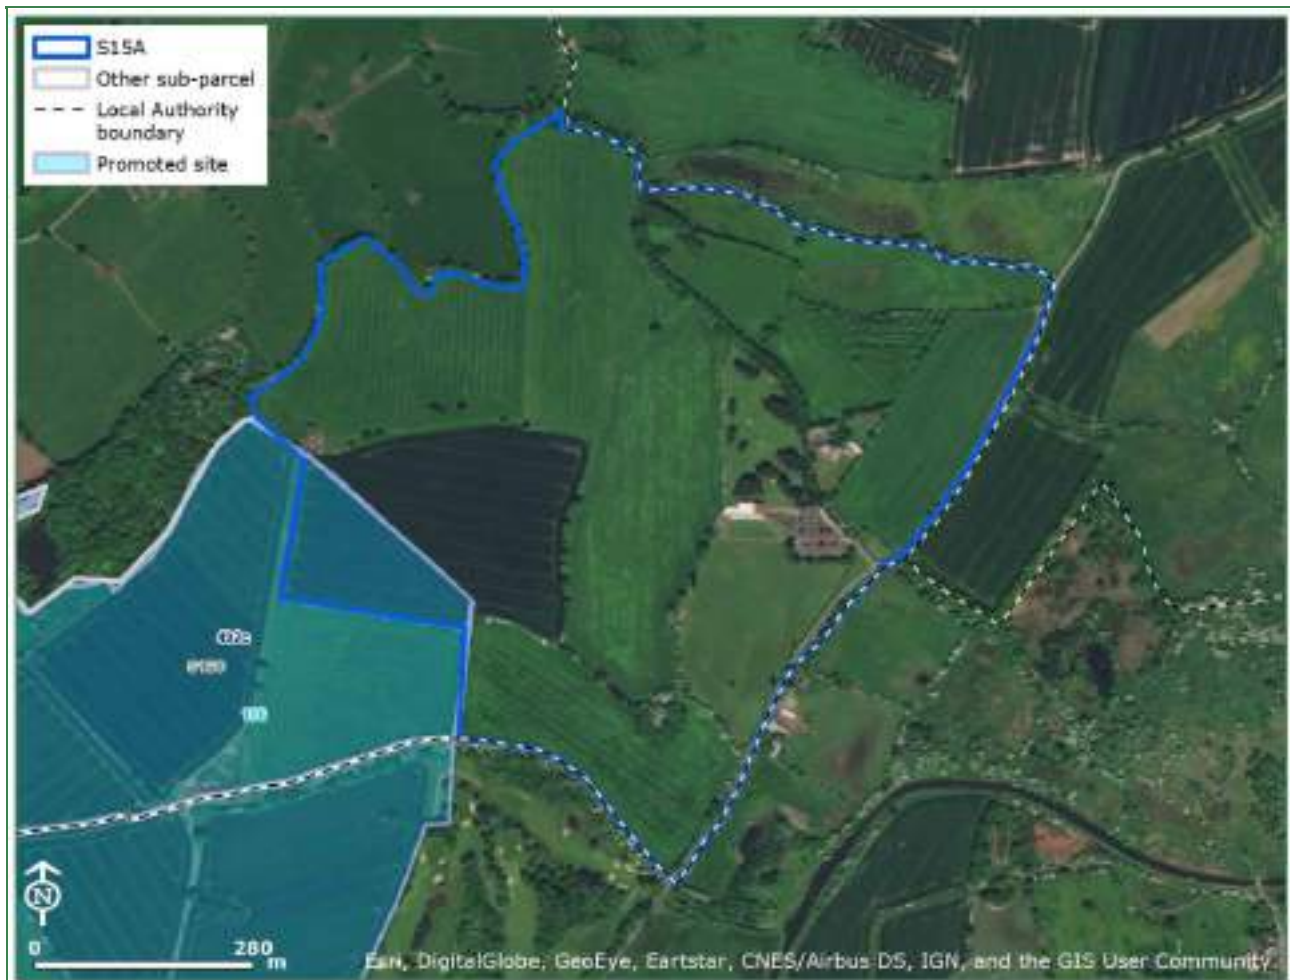 S15A
Other sub-parcel
Local Authority
boundary
Promoted site
N
0
280
m
Esri, DigitalGlobe, GeoEye, Earthstar, CNES/Airbus DS, IGN, and the GIS User Community